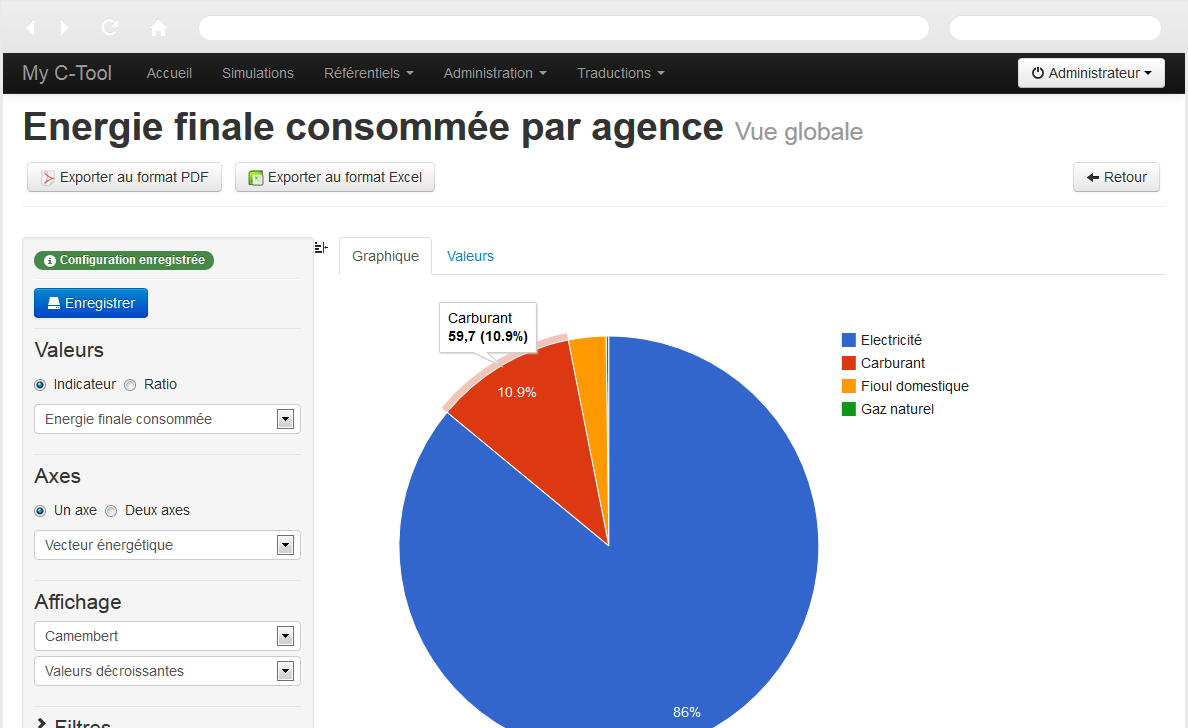 My C-Tool Accueil Simulations Référentiels Administration Traductions Administrateur
Energie finale consommée par agence Vue globale
Exporter au format PDF Exporter au format Excel Retour
Configuration enregistrée
Enregistrer
Valeurs
Indicateur Ratio
Energie finale consommée
Axes
Un axe Deux axes
Vecteur énergétique
Affichage
Camembert
Valeurs décroissantes
Filtres
Graphique Valeurs
Carburant
59,7 (10.9%)
10.9%
86%
Electricité
Carburant
Fioul domestique
Gaz naturel